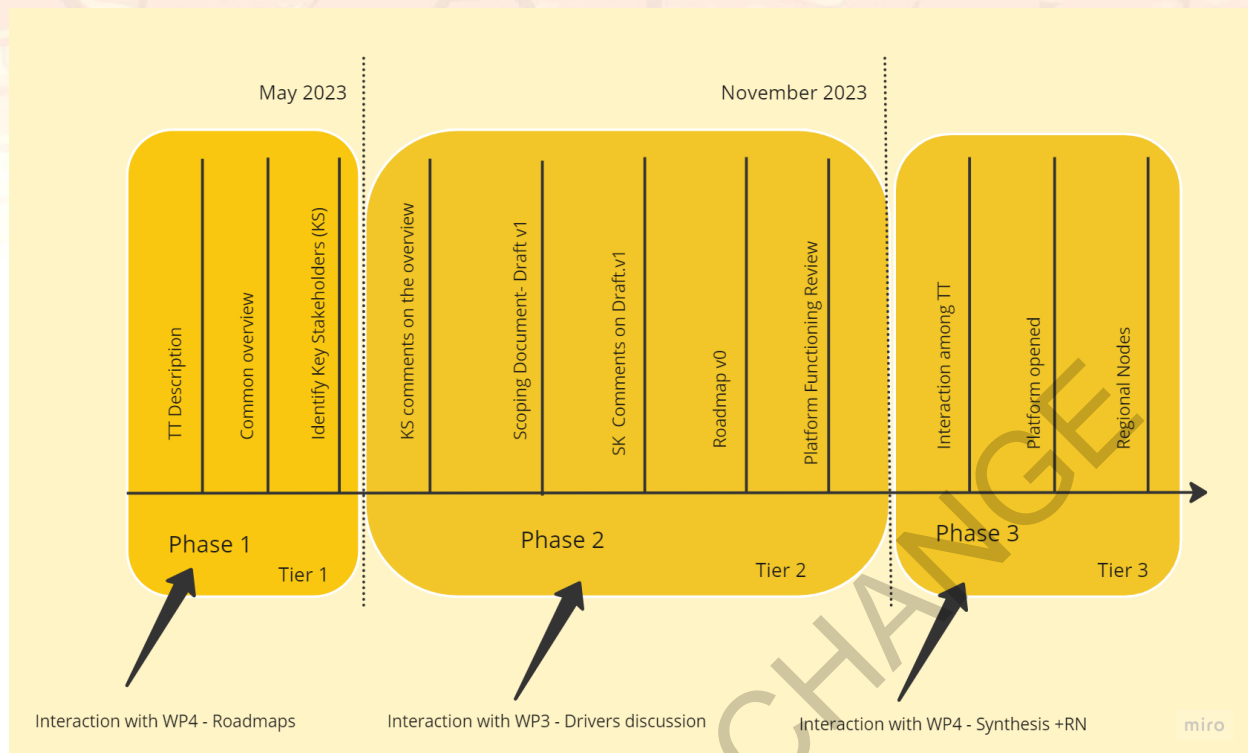 May 2023
November 2023
TT Description
Common overview
Identify Key Stakeholders (KS)
KS comments on the overview
Scoping Document- Draft v1
SK Comments on Draft.v1
Roadmap v0
Platform Functioning Review
Interaction among TT
Platform opened
Regional Nodes
Phase 1
Tier 1
Phase 2
Tier 2
Phase 3
Tier 3
Interaction with WP4 - Roadmaps
Interaction with WP3 - Drivers discussion
Interaction with WP4 - Synthesis +RN
CHANGE
miro